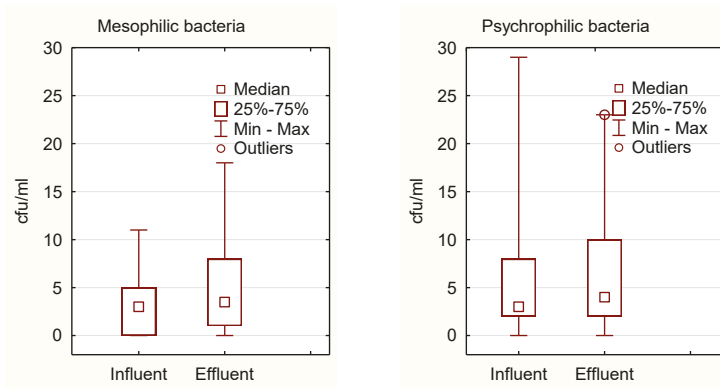 Mesophilic bacteria
30
25
20
15
10
5
0
cfu/ml
Median
25%-75%
Min - Max
Outliers
Influent Effluent
Psychrophilic bacteria
30
25
20
15
10
5
0
cfu/ml
Median
25%-75%
Min - Max
Outliers
Influent Effluent